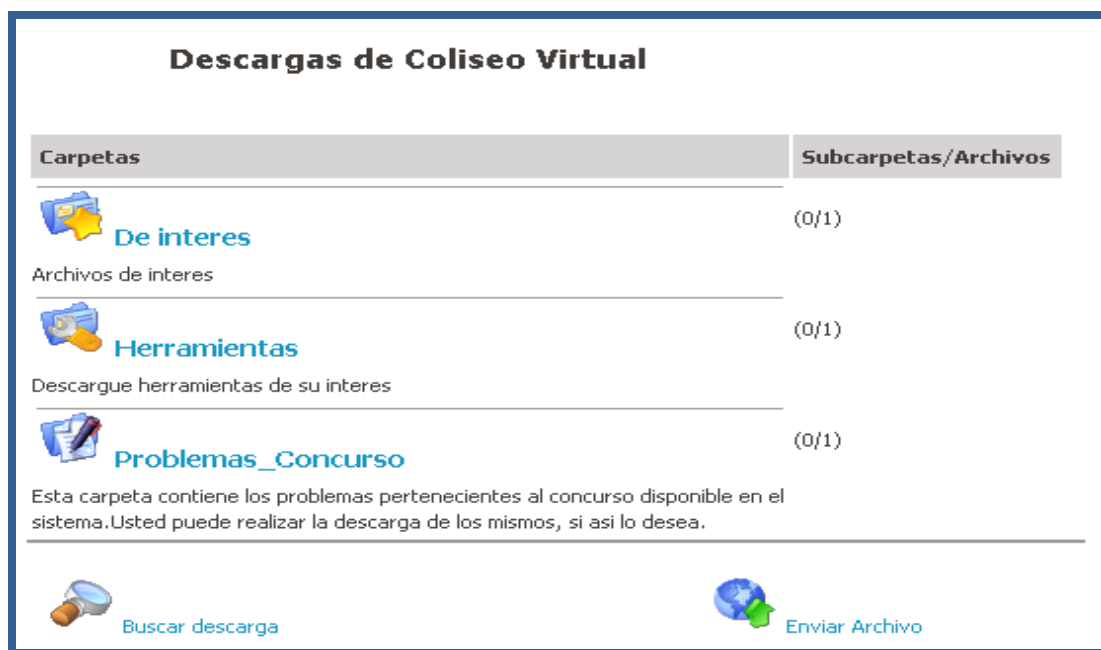 Descargas de Coliseo Virtual
Carpetas Subcarpetas/Archivos
De interes (0/1)
Archivos de interes
Herramientas (0/1)
Descargue herramientas de su interes
Problemas_Concurso (0/1)
Esta carpeta contiene los problemas pertenecientes al concurso disponible en el
sistema.Usted puede realizar la descarga de los mismos, si asi lo desea.
Buscar descarga Enviar Archivo